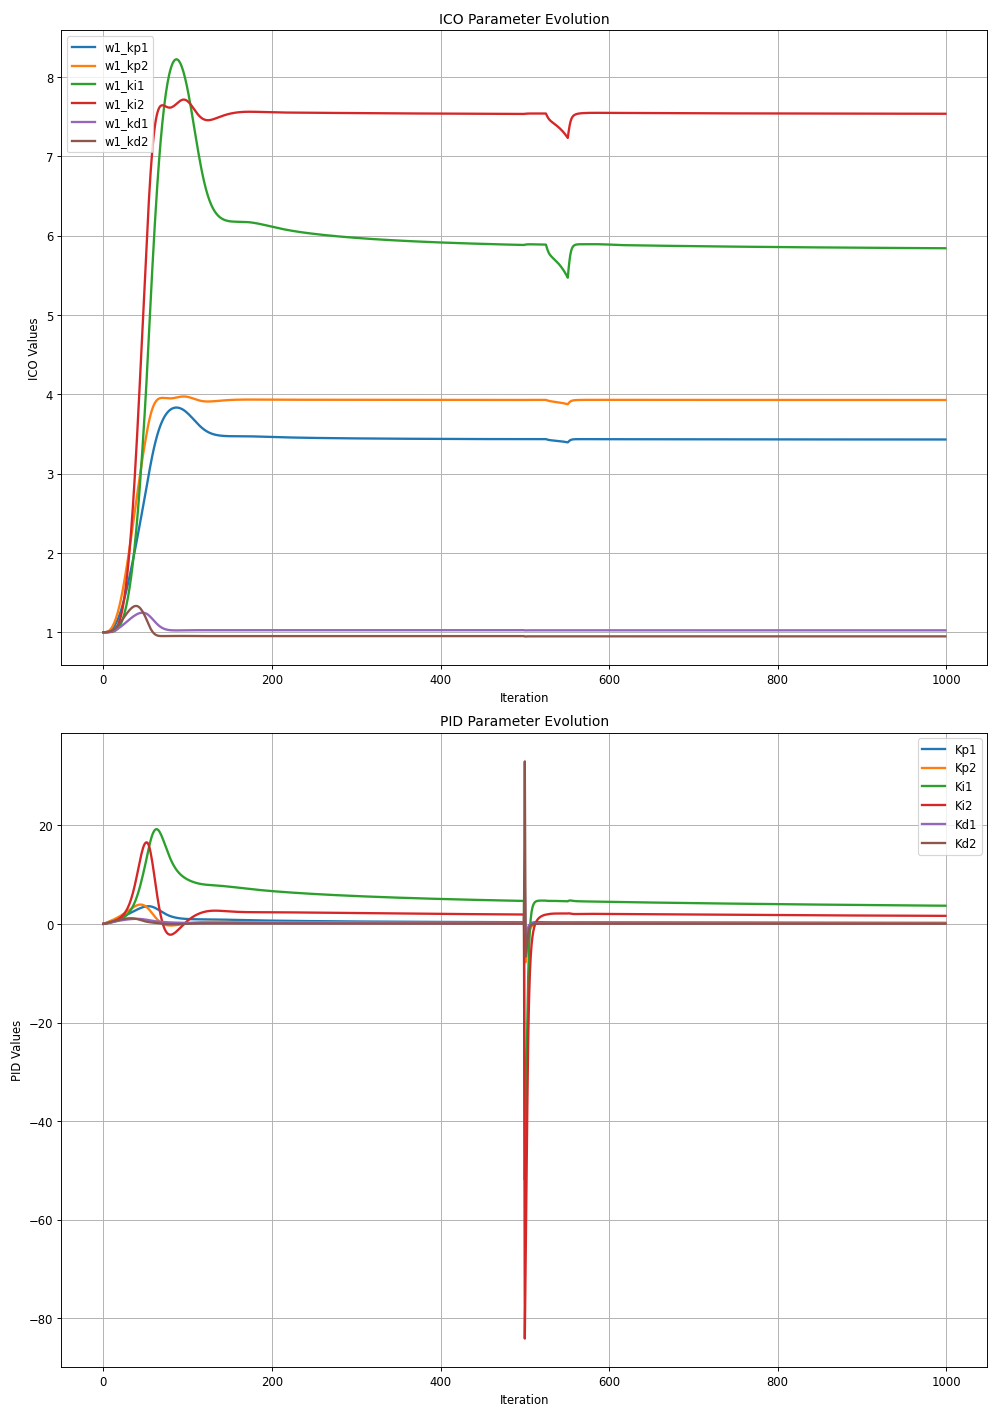 ICO Parameter Evolution
w1_kp1
w1_kp2
w1_ki1
w1_ki2
w1_kd1
w1_kd2
8
7
6
5
4
3
2
1
ICO Values
0
200
400
600
800
1000
Iteration
PID Parameter Evolution
Kp1
Kp2
Ki1
Ki2
Kd1
Kd2
20
0
−20
−40
−60
−80
PID Values
0
200
400
600
800
1000
Iteration